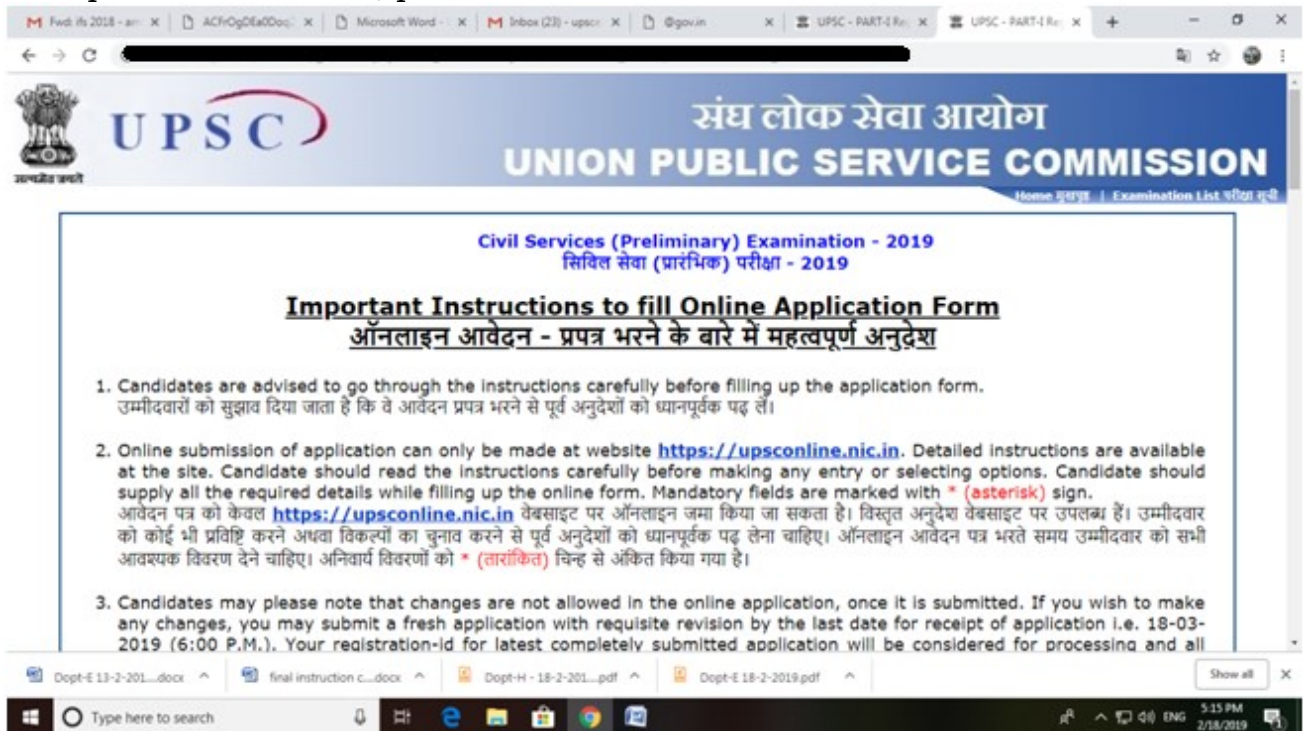 Fwd: ifs 2018 - am
ACFrOgDEa0Doq
Microsoft Word -
Inbox (23) - upsc
@gov.in
UPSC - PART-I Re
UPSC - PART-I Re
सत्यमेव जयते
UPSC
संघ लोक सेवा आयोग
UNION PUBLIC SERVICE COMMISSION
Home मुखपृष्ठ | Examination List परीक्षा सूची
Civil Services (Preliminary) Examination - 2019
सिविल सेवा (प्रारंभिक) परीक्षा - 2019
Important Instructions to fill Online Application Form
ऑनलाइन आवेदन - प्रपत्र भरने के बारे में महत्वपूर्ण अनुदेश
1. Candidates are advised to go through the instructions carefully before filling up the application form.
उम्मीदवारों को सुझाव दिया जाता है कि वे आवेदन प्रपत्र भरने से पूर्व अनुदेशों को ध्यानपूर्वक पढ़ लें।
2. Online submission of application can only be made at website https://upsconline.nic.in. Detailed instructions are available
at the site. Candidate should read the instructions carefully before making any entry or selecting options. Candidate should
supply all the required details while filling up the online form. Mandatory fields are marked with * (asterisk) sign.
आवेदन पत्र को केवल https://upsconline.nic.in वेबसाइट पर ऑनलाइन जमा किया जा सकता है। विस्तृत अनुदेश वेबसाइट पर उपलब्ध हैं। उम्मीदवार
को कोई भी प्रविष्टि करने अथवा विकल्पों का चुनाव करने से पूर्व अनुदेशों को ध्यानपूर्वक पढ़ लेना चाहिए। ऑनलाइन आवेदन पत्र भरते समय उम्मीदवार को सभी
आवश्यक विवरण देने चाहिए। अनिवार्य विवरणों को * (तारांकित) चिन्ह से अंकित किया गया है।
3. Candidates may please note that changes are not allowed in the online application, once it is submitted. If you wish to make
any changes, you may submit a fresh application with requisite revision by the last date for receipt of application i.e. 18-03-
2019 (6:00 P.M.). Your registration-id for latest completely submitted application will be considered for processing and all
Dopt-E 13-2-201....docx
final instruction c....docx
Dopt-H - 18-2-201....pdf
Dopt-E 18-2-2019.pdf
Show all
Type here to search
ENG
5:15 PM
2/18/2019